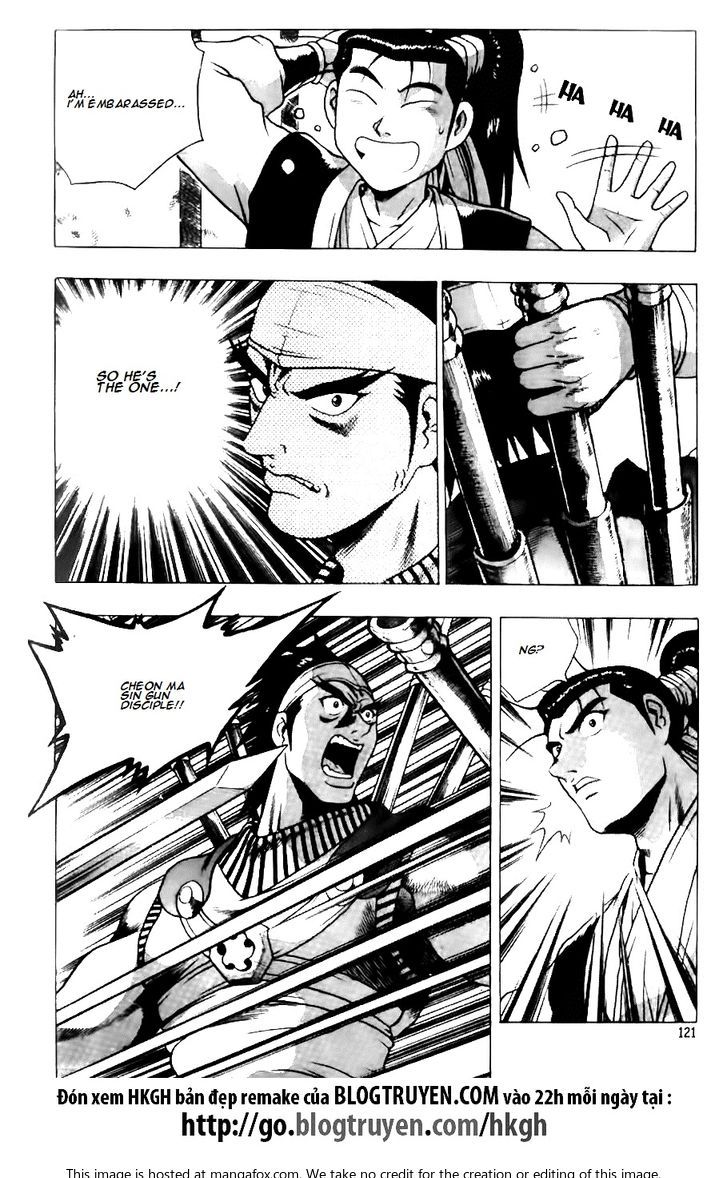 AH...
I'M EMBARASSED...
HA
HA
HA
SO HE'S
THE ONE...!
NG?
CHEON MA
SIN GUN
DISCIPLE!!
121
Đón xem HKGH bản đẹp remake của BLOGTRUYEN.COM vào 22h mỗi ngày tại :
http://go.blogtruyen.com/hkgh
This image is hosted at mangafox.com. We take no credit for the creation or editing of this image.